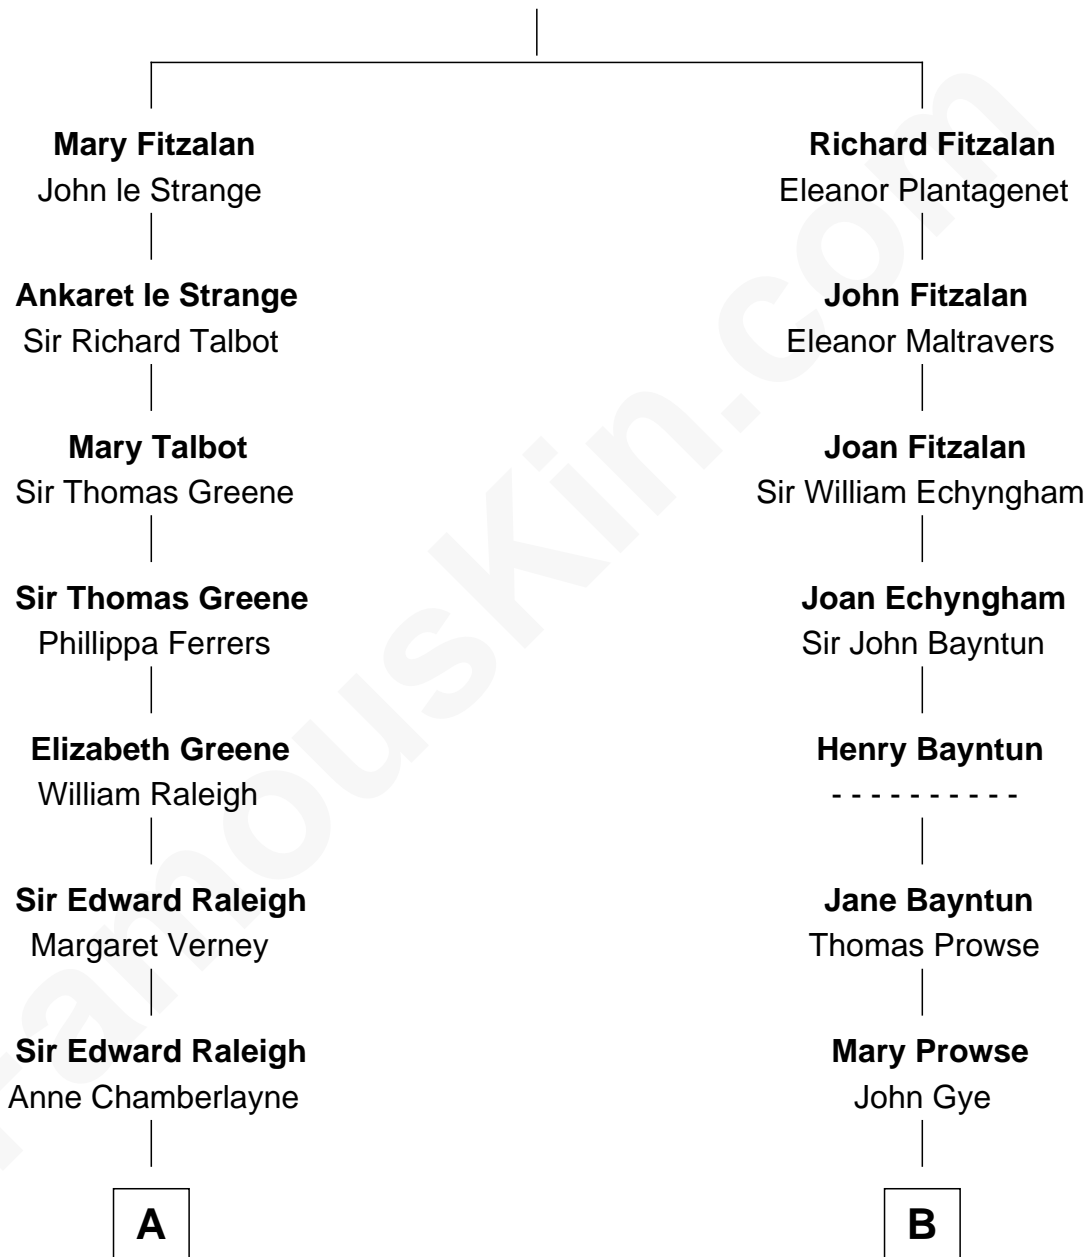 Mary Fitzalan
John le Strange
Richard Fitzalan
Eleanor Plantagenet
Ankaret le Strange
Sir Richard Talbot
John Fitzalan
Eleanor Maltravers
Mary Talbot
Sir Thomas Greene
Joan Fitzalan
Sir William Echyngham
Sir Thomas Greene
Phillippa Ferrers
Joan Echyngham
Sir John Bayntun
Elizabeth Greene
William Raleigh
Henry Bayntun
- - - - - - - - - -
Sir Edward Raleigh
Margaret Verney
Jane Bayntun
Thomas Prowse
Sir Edward Raleigh
Anne Chamberlayne
Mary Prowse
John Gye
A
B
FamousKin.com